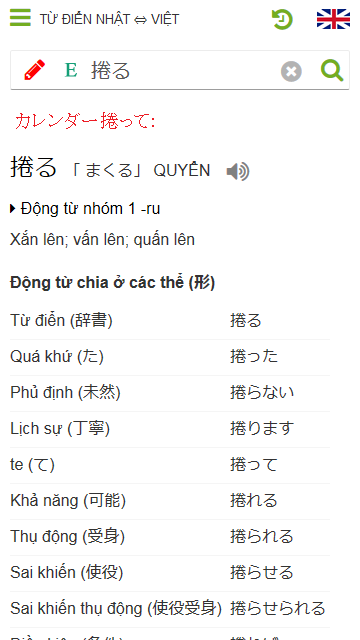 TỪ ĐIỂN NHẬT ⇔ VIỆT
E 捲る
カレンダー捲って:
捲る 「まくる」 QUYỂN
Động từ nhóm 1 -ru
Xắn lên; vấn lên; quấn lên
Động từ chia ở các thể (形)
Từ điển (辞書) 捲る
Quá khứ (た) 捲った
Phủ định (未然) 捲らない
Lịch sự (丁寧) 捲ります
te (て) 捲って
Khả năng (可能) 捲れる
Thụ động (受身) 捲られる
Sai khiến (使役) 捲らせる
Sai khiến thụ động (使役受身) 捲らせられる